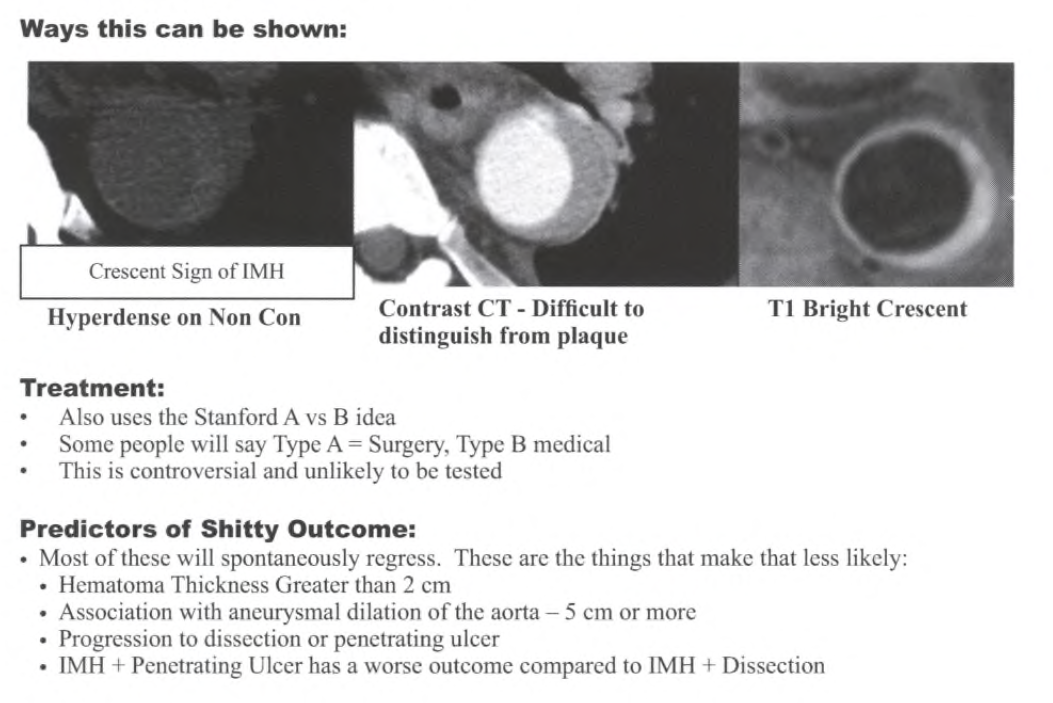 Ways this can be shown:
Crescent Sign of IMH
Hyperdense on Non Con
Contrast CT - Difficult to
distinguish from plaque
T1 Bright Crescent
Treatment:
• Also uses the Stanford A vs B idea
• Some people will say Type A = Surgery, Type B medical
• This is controversial and unlikely to be tested
Predictors of Shitty Outcome:
• Most of these will spontaneously regress. These are the things that make that less likely:
• Hematoma Thickness Greater than 2 cm
• Association with aneurysmal dilation of the aorta – 5 cm or more
• Progression to dissection or penetrating ulcer
• IMH + Penetrating Ulcer has a worse outcome compared to IMH + Dissection